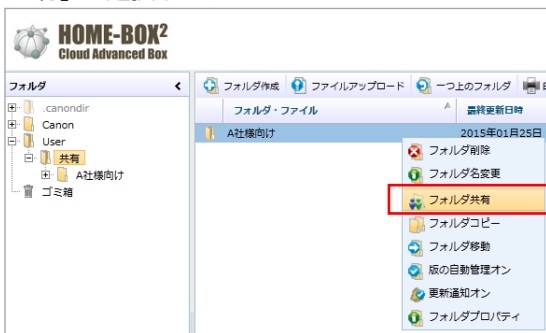 HOME-BOX2
Cloud Advanced Box
フォルダ
フォルダ作成 ファイルアップロード 一つ上のフォルダ
.canondir
Canon
User
共有
A社様向け
ゴミ箱
フォルダ・ファイル 最終更新日時
A社様向け 2015年01月25日
フォルダ削除
フォルダ名変更
フォルダ共有
フォルダコピー
フォルダ移動
版の自動管理オン
更新通知オン
フォルダプロパティ